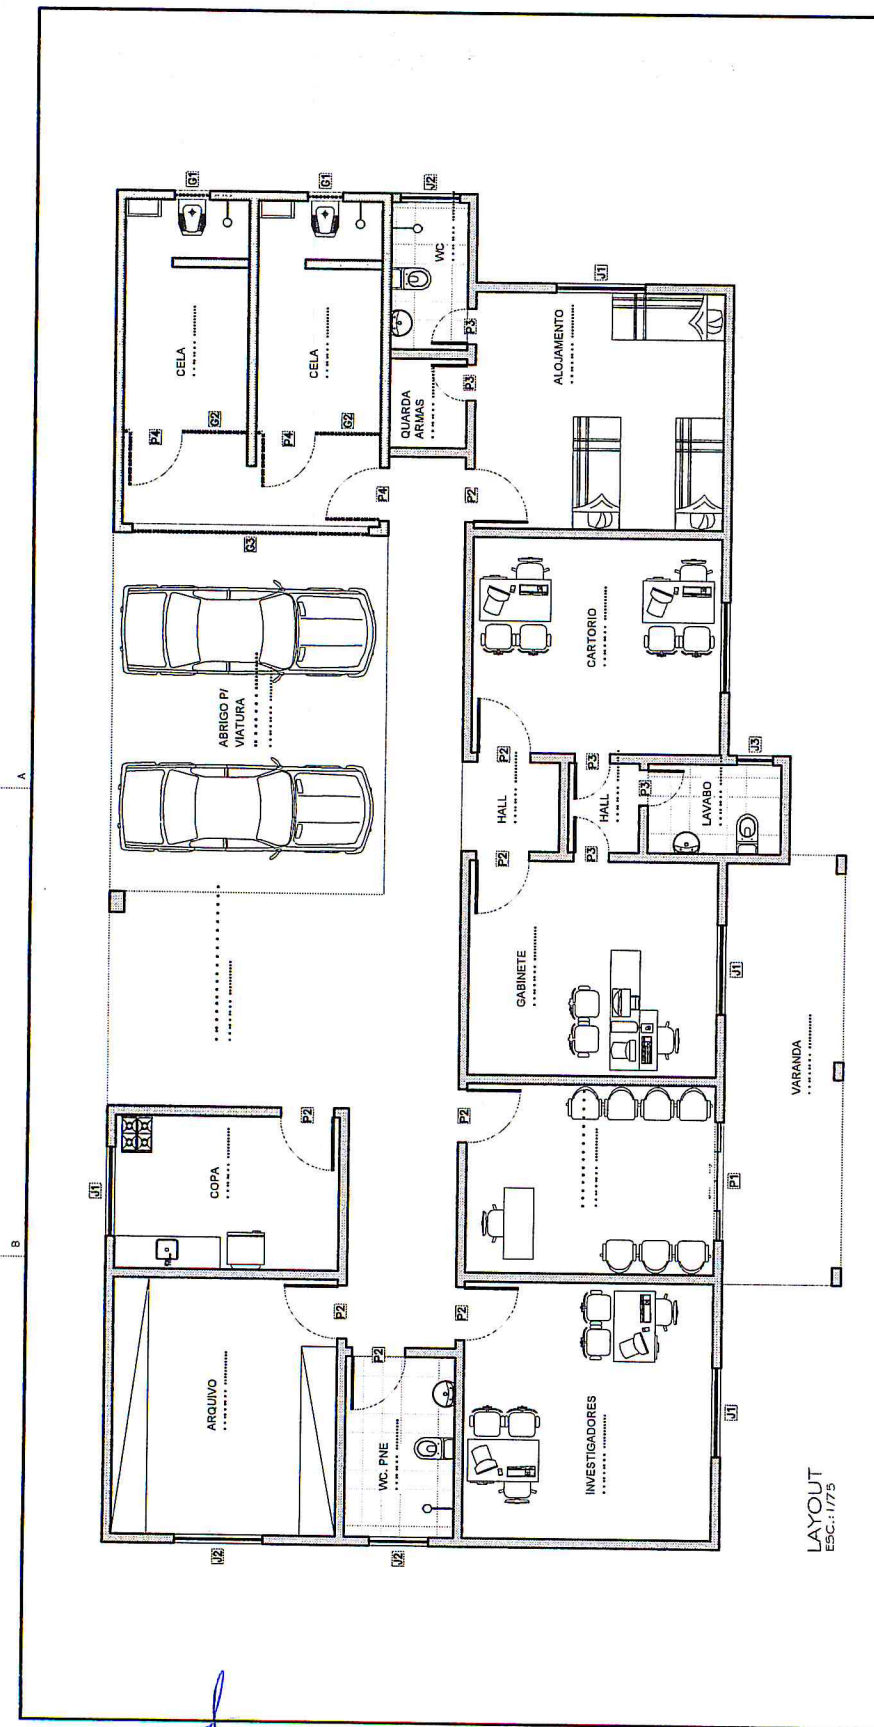 A
B
G1
G1
J2
CELA
CELA
WC
P4
G2
P4
G2
QUARDA
ARMAS
P3
P3
ALOJAMENTO
J1
P4
P2
G3
ABRIGO P/
VIATURA
CARTORIO
P2
HALL
P3
HALL
P3
LAVABO
J3
P2
P3
GABINETE
J1
VARANDA
J1
COPA
P2
P2
P1
ARQUIVO
P2
P2
P2
WC. PNE
INVESTIGADORES
J1
J2
J2
LAYOUT
ESC.:1/75